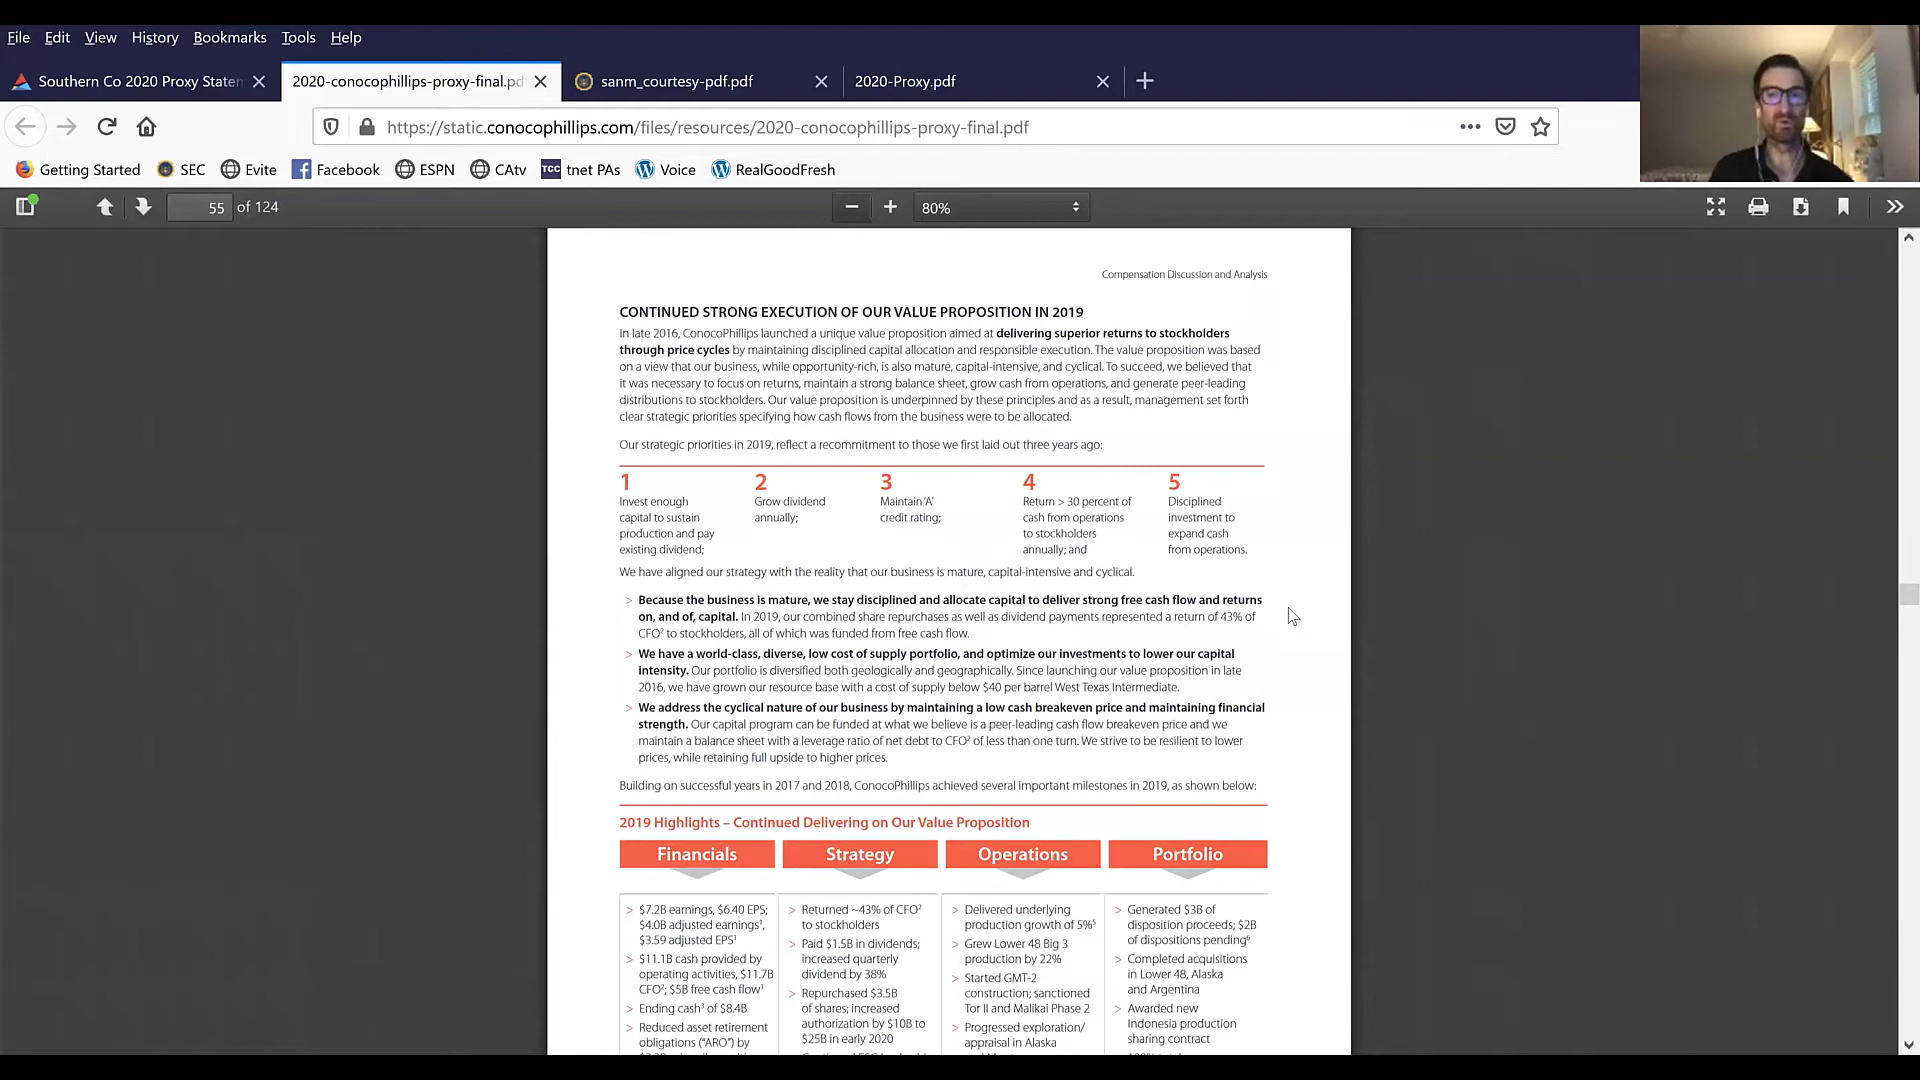 File Edit View History Bookmarks Tools Help
Southern Co 2020 Proxy Statem
2020-conocophillips-proxy-final.pdf
sanm_courtesy-pdf.pdf
2020-Proxy.pdf
https://static.conocophillips.com/files/resources/2020-conocophillips-proxy-final.pdf
Getting Started SEC Evite Facebook ESPN CAtv TCC tnet PAs Voice RealGoodFresh
55 of 124
80%
Compensation Discussion and Analysis
CONTINUED STRONG EXECUTION OF OUR VALUE PROPOSITION IN 2019
In late 2016, ConocoPhillips launched a unique value proposition aimed at delivering superior returns to stockholders
through price cycles by maintaining disciplined capital allocation and responsible execution. The value proposition was based
on a view that our business, while opportunity-rich, is also mature, capital-intensive, and cyclical. To succeed, we believed that
it was necessary to focus on returns, maintain a strong balance sheet, grow cash from operations, and generate peer-leading
distributions to stockholders. Our value proposition is underpinned by these principles and as a result, management set forth
clear strategic priorities specifying how cash flows from the business were to be allocated.
Our strategic priorities in 2019, reflect a recommitment to those we first laid out three years ago:
1
Invest enough
capital to sustain
production and pay
existing dividend;
2
Grow dividend
annually;
3
Maintain 'A'
credit rating;
4
Return > 30 percent of
cash from operations
to stockholders
annually; and
5
Disciplined
investment to
expand cash
from operations.
We have aligned our strategy with the reality that our business is mature, capital-intensive and cyclical.
> Because the business is mature, we stay disciplined and allocate capital to deliver strong free cash flow and returns
on, and of, capital. In 2019, our combined share repurchases as well as dividend payments represented a return of 43% of
CFO² to stockholders, all of which was funded from free cash flow.
> We have a world-class, diverse, low cost of supply portfolio, and optimize our investments to lower our capital
intensity. Our portfolio is diversified both geologically and geographically. Since launching our value proposition in late
2016, we have grown our resource base with a cost of supply below $40 per barrel West Texas Intermediate.
> We address the cyclical nature of our business by maintaining a low cash breakeven price and maintaining financial
strength. Our capital program can be funded at what we believe is a peer-leading cash flow breakeven price and we
maintain a balance sheet with a leverage ratio of net debt to CFO² of less than one turn. We strive to be resilient to lower
prices, while retaining full upside to higher prices.
Building on successful years in 2017 and 2018, ConocoPhillips achieved several important milestones in 2019, as shown below:
2019 Highlights – Continued Delivering on Our Value Proposition
Financials
> $7.2B earnings, $6.40 EPS;
$4.0B adjusted earnings¹,
$3.59 adjusted EPS¹
> $11.1B cash provided by
operating activities, $11.7B
CFO²; $5B free cash flow¹
> Ending cash³ of $8.4B
> Reduced asset retirement
obligations ("ARO") by
Strategy
> Returned ~43% of CFO²
to stockholders
> Paid $1.5B in dividends;
increased quarterly
dividend by 38%
> Repurchased $3.5B
of shares; increased
authorization by $10B to
$25B in early 2020
Operations
> Delivered underlying
production growth of 5%⁵
> Grew Lower 48 Big 3
production by 22%
> Started GMT-2
construction; sanctioned
Tor II and Malikai Phase 2
> Progressed exploration/
appraisal in Alaska
Portfolio
> Generated $3B of
disposition proceeds; $2B
of dispositions pending⁶
> Completed acquisitions
in Lower 48, Alaska
and Argentina
> Awarded new
Indonesia production
sharing contract